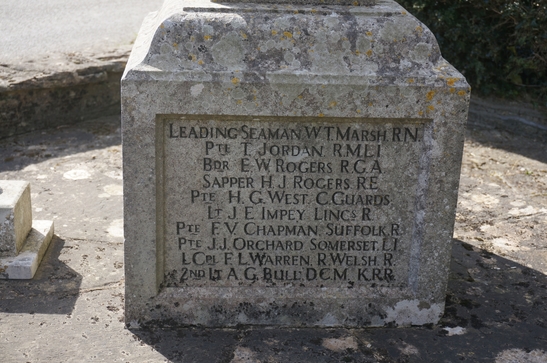 LEADING SEAMAN W T MARSH R N.
PTE T. JORDAN. R.M.L.I
BDR E. W ROGERS R.G.A
SAPPER H J ROGERS RE
PTE H. G. WEST. C. GUARDS
LT J. E IMPEY LINCS R
PTE F. V CHAPMAN. SUFFOLK. R.
PTE J.J. ORCHARD SOMERSET. L I
L CPL F L WARREN. R. WELSH. R.
2ND LT A G. BULL: D C M. K.R.R.